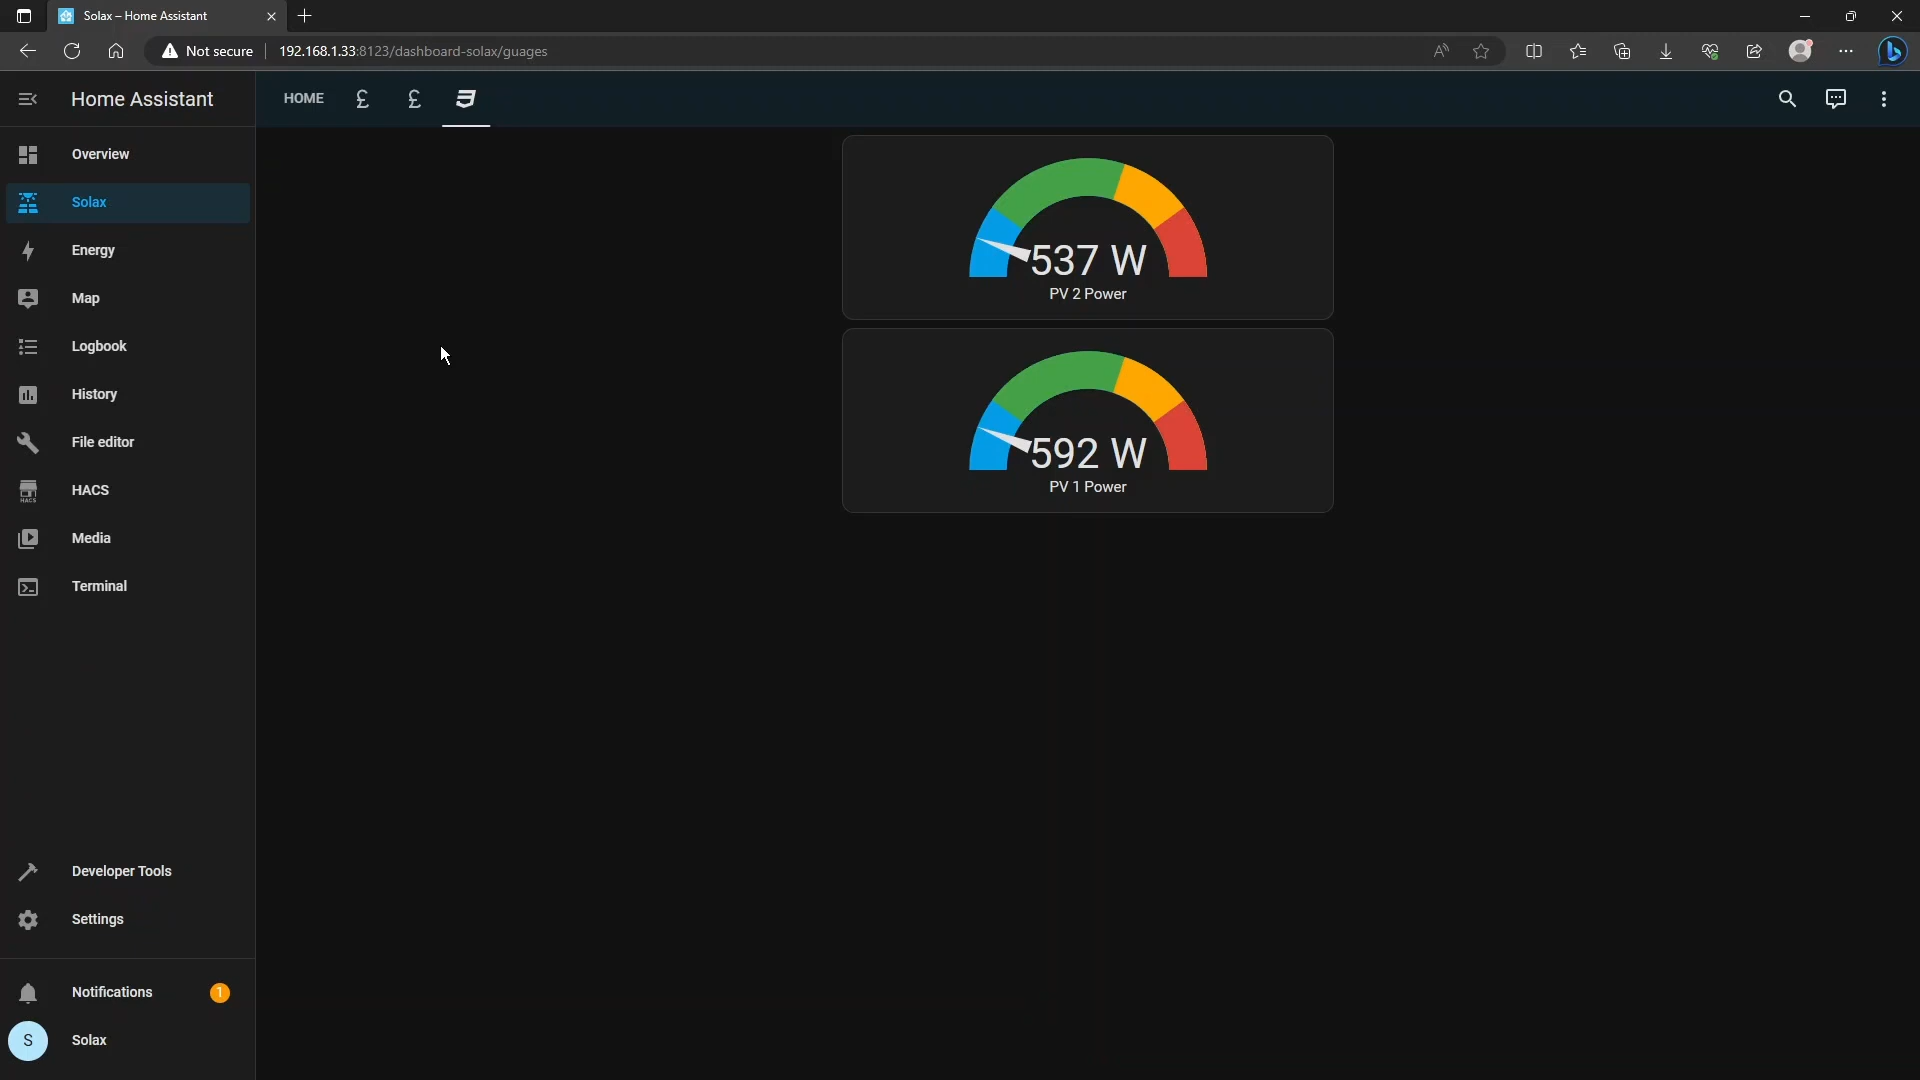 Solax – Home Assistant
Not secure
192.168.1.33:8123/dashboard-solax/guages
Home Assistant
HOME
£
£
Overview
Solax
Energy
Map
Logbook
History
File editor
HACS
HACS
Media
Terminal
Developer Tools
Settings
Notifications
1
S
Solax
537 W
PV 2 Power
592 W
PV 1 Power